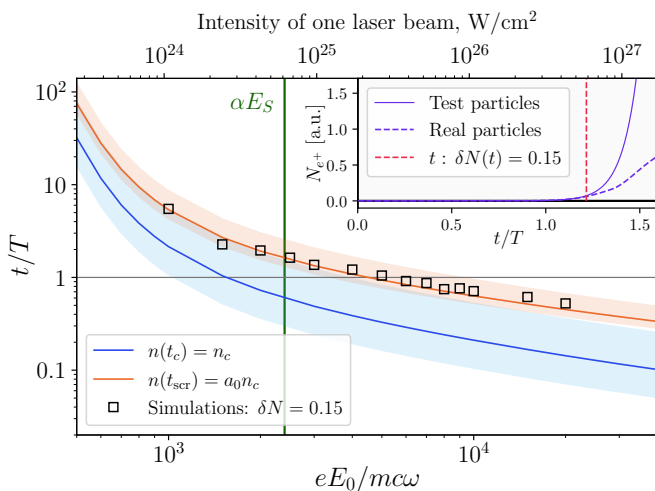 Intensity of one laser beam, W/cm²
10²⁴ 10²⁵ 10²⁶ 10²⁷
αE_S
10²
10
1
0.1
t/T
N_{e⁺} [a.u.]
1.5
1.0
0.5
0.0
Test particles
Real particles
t : δN(t) = 0.15
0.0 0.5 1.0 1.5
t/T
n(t_c) = n_c
n(t_scr) = a₀n_c
Simulations: δN = 0.15
10³ 10⁴
eE₀/mcω